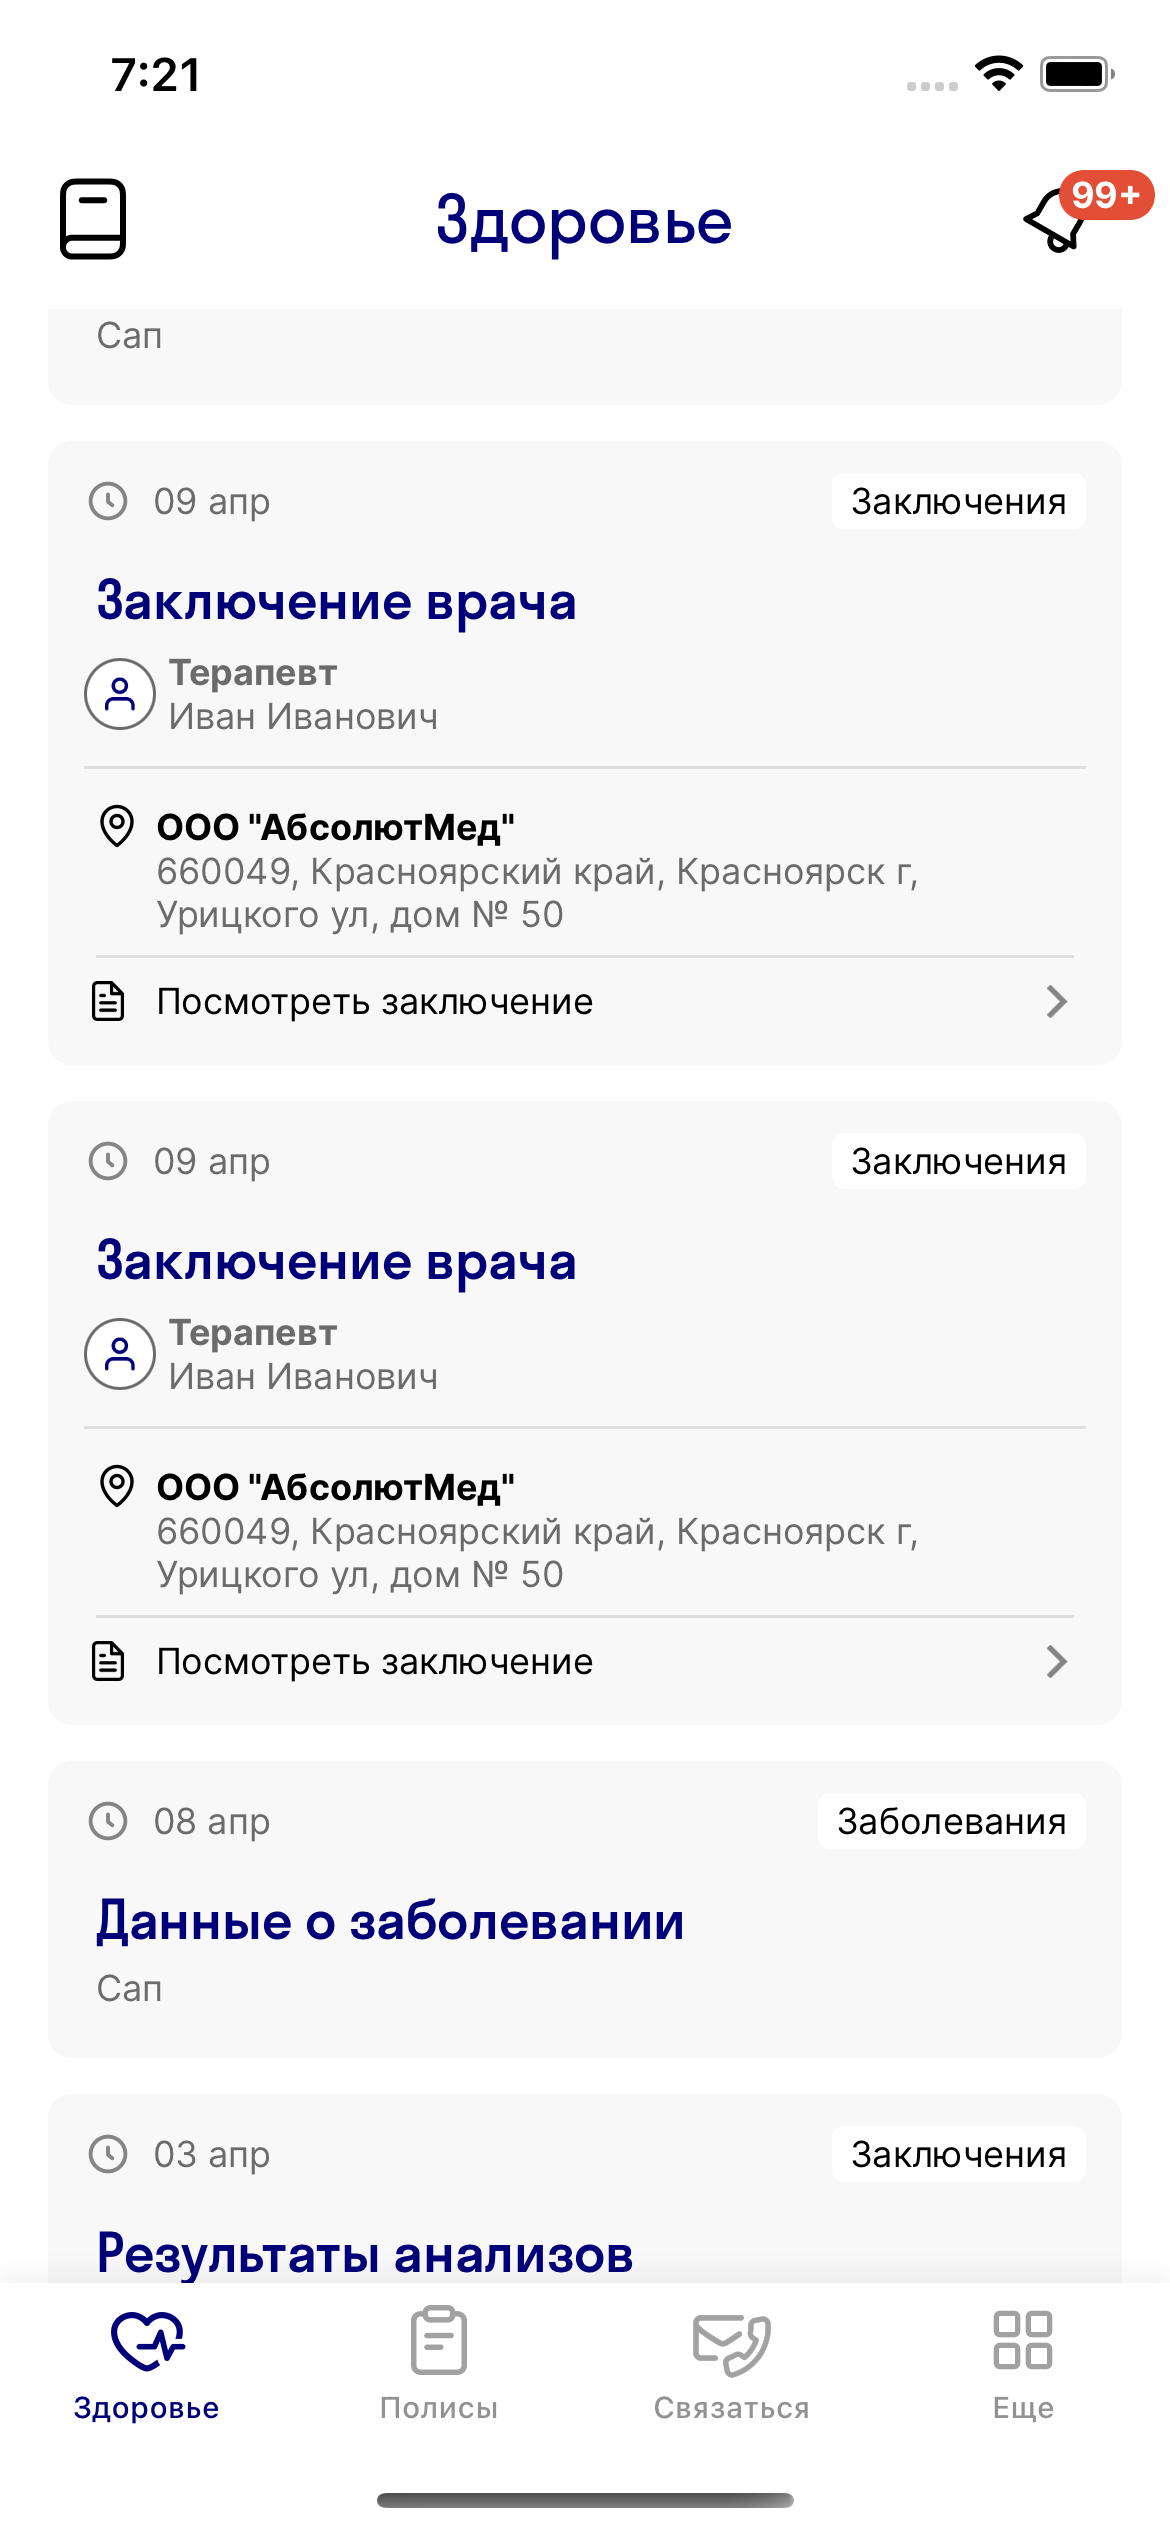 7:21
Здоровье
99+
Сап
09 апр
Заключения
Заключение врача
Терапевт
Иван Иванович
ООО "АбсолютМед"
660049, Красноярский край, Красноярск г,
Урицкого ул, дом № 50
Посмотреть заключение
09 апр
Заключения
Заключение врача
Терапевт
Иван Иванович
ООО "АбсолютМед"
660049, Красноярский край, Красноярск г,
Урицкого ул, дом № 50
Посмотреть заключение
08 апр
Заболевания
Данные о заболевании
Сап
03 апр
Заключения
Результаты анализов
Здоровье
Полисы
Связаться
Еще